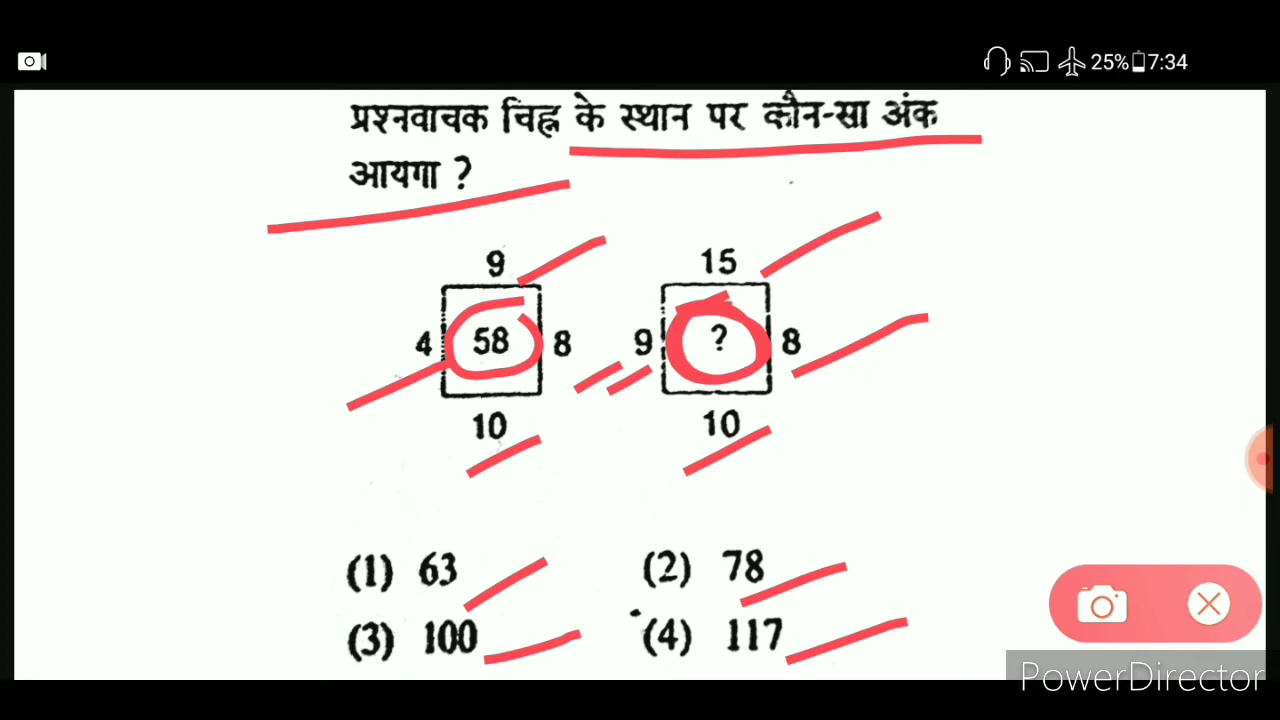 25% 7:34
प्रश्नवाचक चिह्न के स्थान पर कौन-सा अंक
आयगा ?
9 15
4 58 8 9 ? 8
10 10
(1) 63 (2) 78
(3) 100 (4) 117
PowerDirector